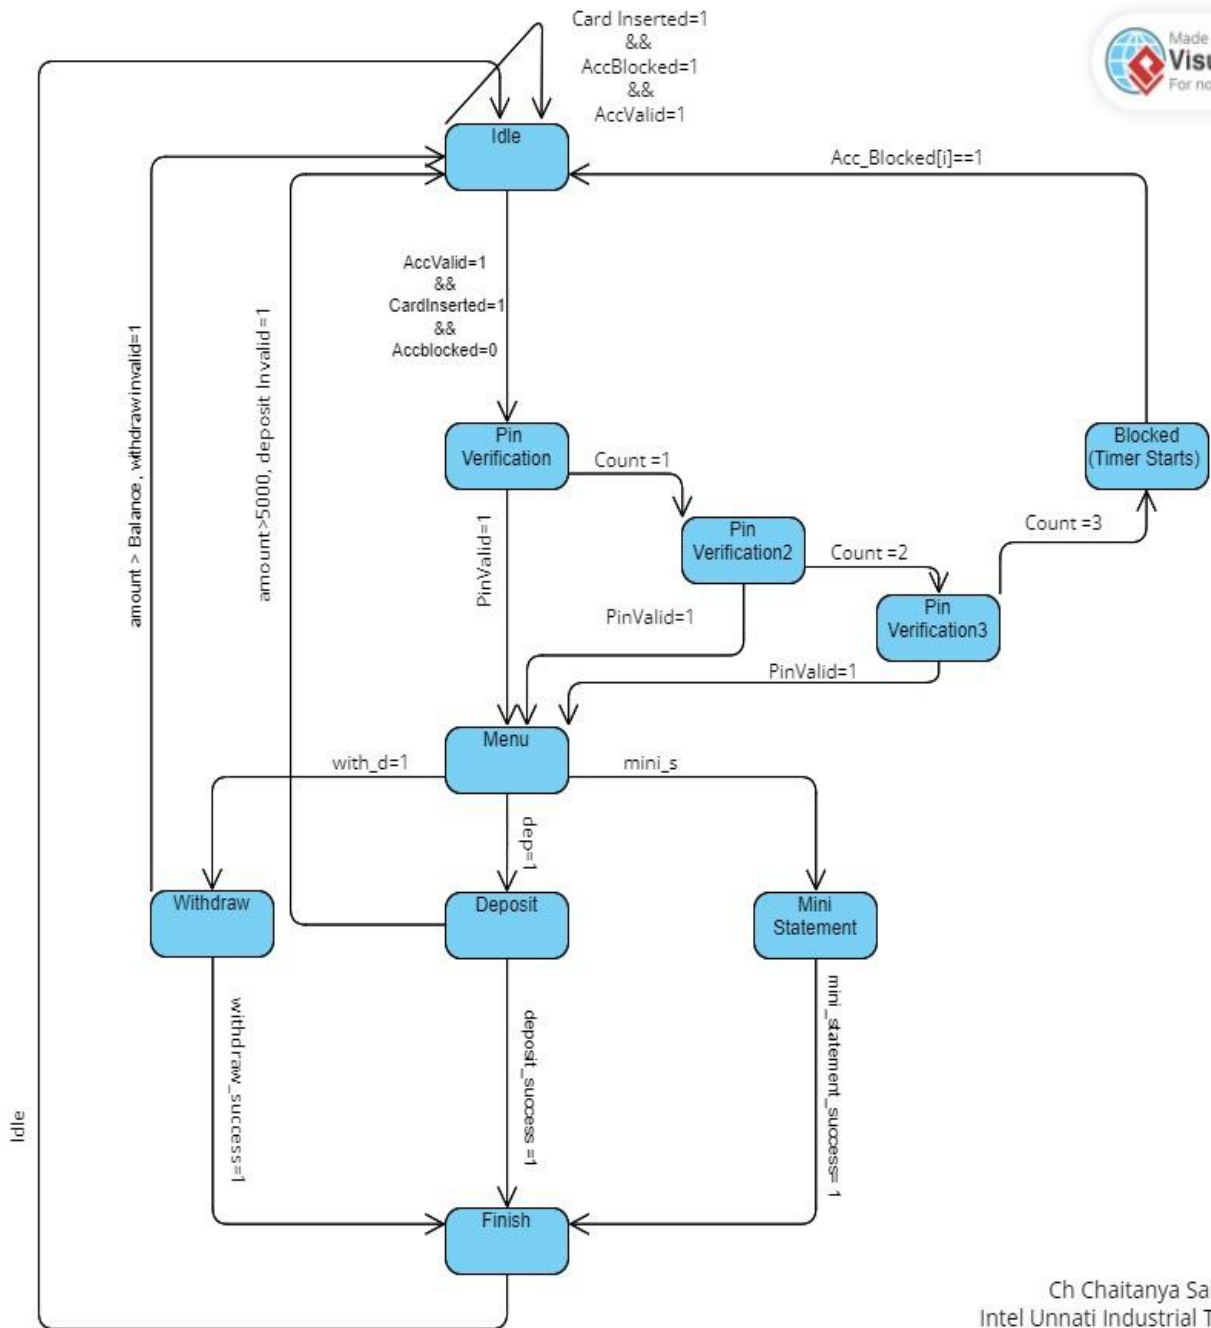 Card Inserted=1
&&
AccBlocked=1
&&
AccValid=1
Made
For no
Idle
Acc_Blocked[i]==1
AccValid=1
&&
CardInserted=1
&&
Accblocked=0
amount > Balance, withdraw invalid=1
amount>5000, deposit Invalid=1
Pin
Verification
Count =1
Blocked
(Timer Starts)
Pin
Verification2
Count =2
Count =3
PinValid=1
PinValid=1
Pin
Verification3
PinValid=1
Menu
with_d=1
mini_s
dep=1
Withdraw
Deposit
Mini
Statement
withdraw_sucess=1
deposit_success =1
mini_statement_success= 1
Idle
Finish
Ch Chaitanya Sa
Intel Unnati Industrial T